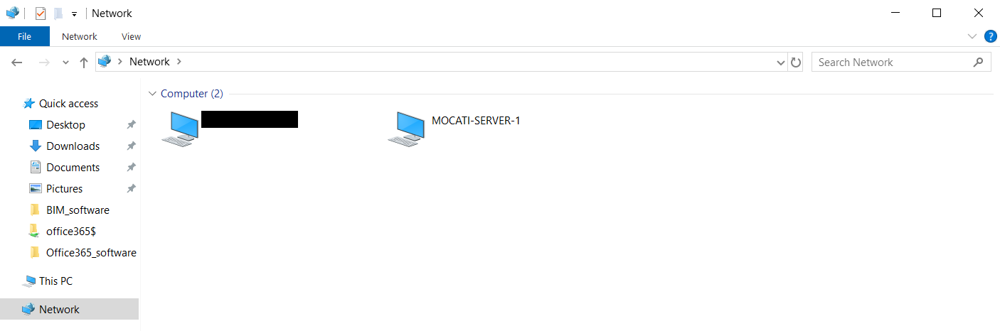 Network
File Network View
Network
Search Network
Quick access
Desktop
Downloads
Documents
Pictures
BIM_software
office365$
Office365_software
This PC
Network
Computer (2)
MOCATI-SERVER-1